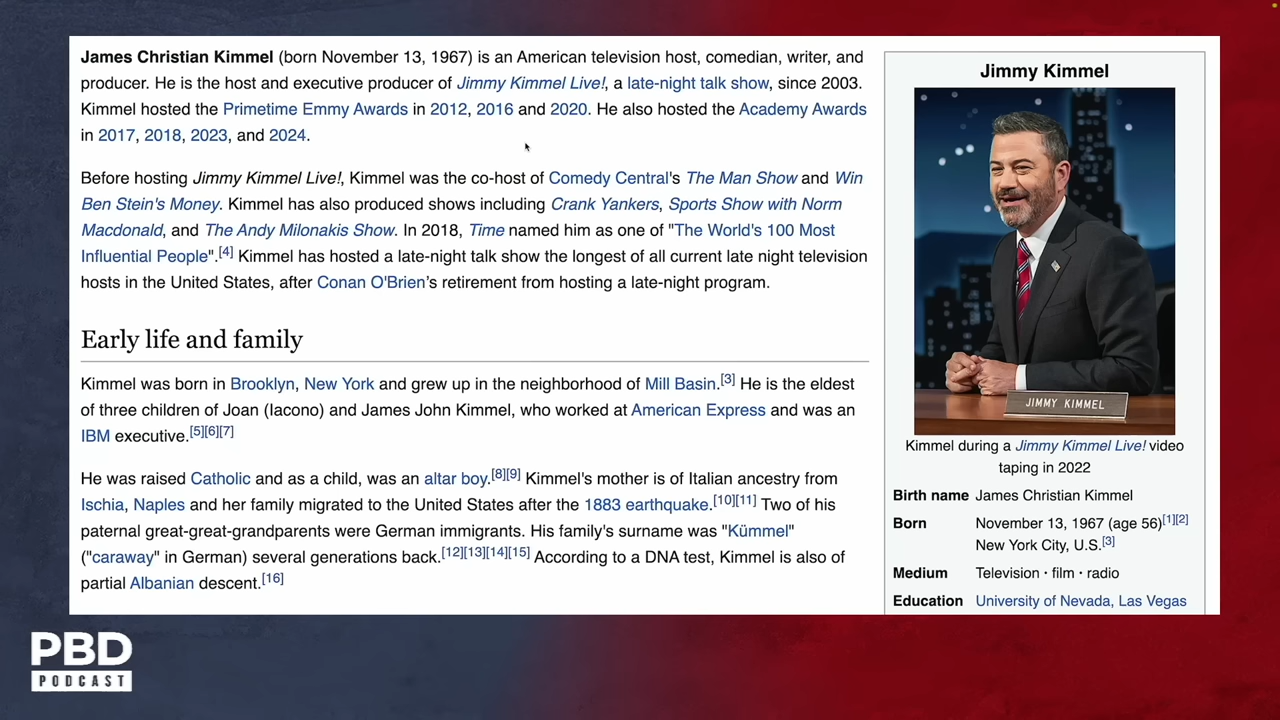 James Christian Kimmel (born November 13, 1967) is an American television host, comedian, writer, and
producer. He is the host and executive producer of Jimmy Kimmel Live!, a late-night talk show, since 2003.
Kimmel hosted the Primetime Emmy Awards in 2012, 2016 and 2020. He also hosted the Academy Awards
in 2017, 2018, 2023, and 2024.
Before hosting Jimmy Kimmel Live!, Kimmel was the co-host of Comedy Central's The Man Show and Win
Ben Stein's Money. Kimmel has also produced shows including Crank Yankers, Sports Show with Norm
Macdonald, and The Andy Milonakis Show. In 2018, Time named him as one of "The World's 100 Most
Influential People".[4] Kimmel has hosted a late-night talk show the longest of all current late night television
hosts in the United States, after Conan O'Brien's retirement from hosting a late-night program.
Early life and family
Kimmel was born in Brooklyn, New York and grew up in the neighborhood of Mill Basin.[3] He is the eldest
of three children of Joan (Iacono) and James John Kimmel, who worked at American Express and was an
IBM executive.[5][6][7]
He was raised Catholic and as a child, was an altar boy.[8][9] Kimmel's mother is of Italian ancestry from
Ischia, Naples and her family migrated to the United States after the 1883 earthquake.[10][11] Two of his
paternal great-great-grandparents were German immigrants. His family's surname was "Kümmel"
("caraway" in German) several generations back.[12][13][14][15] According to a DNA test, Kimmel is also of
partial Albanian descent.[16]
Jimmy Kimmel
JIMMY KIMMEL
Kimmel during a Jimmy Kimmel Live! video
taping in 2022
Birth name James Christian Kimmel
Born November 13, 1967 (age 56)[1][2]
New York City, U.S.[3]
Medium Television · film · radio
Education University of Nevada, Las Vegas
PBD
PODCAST